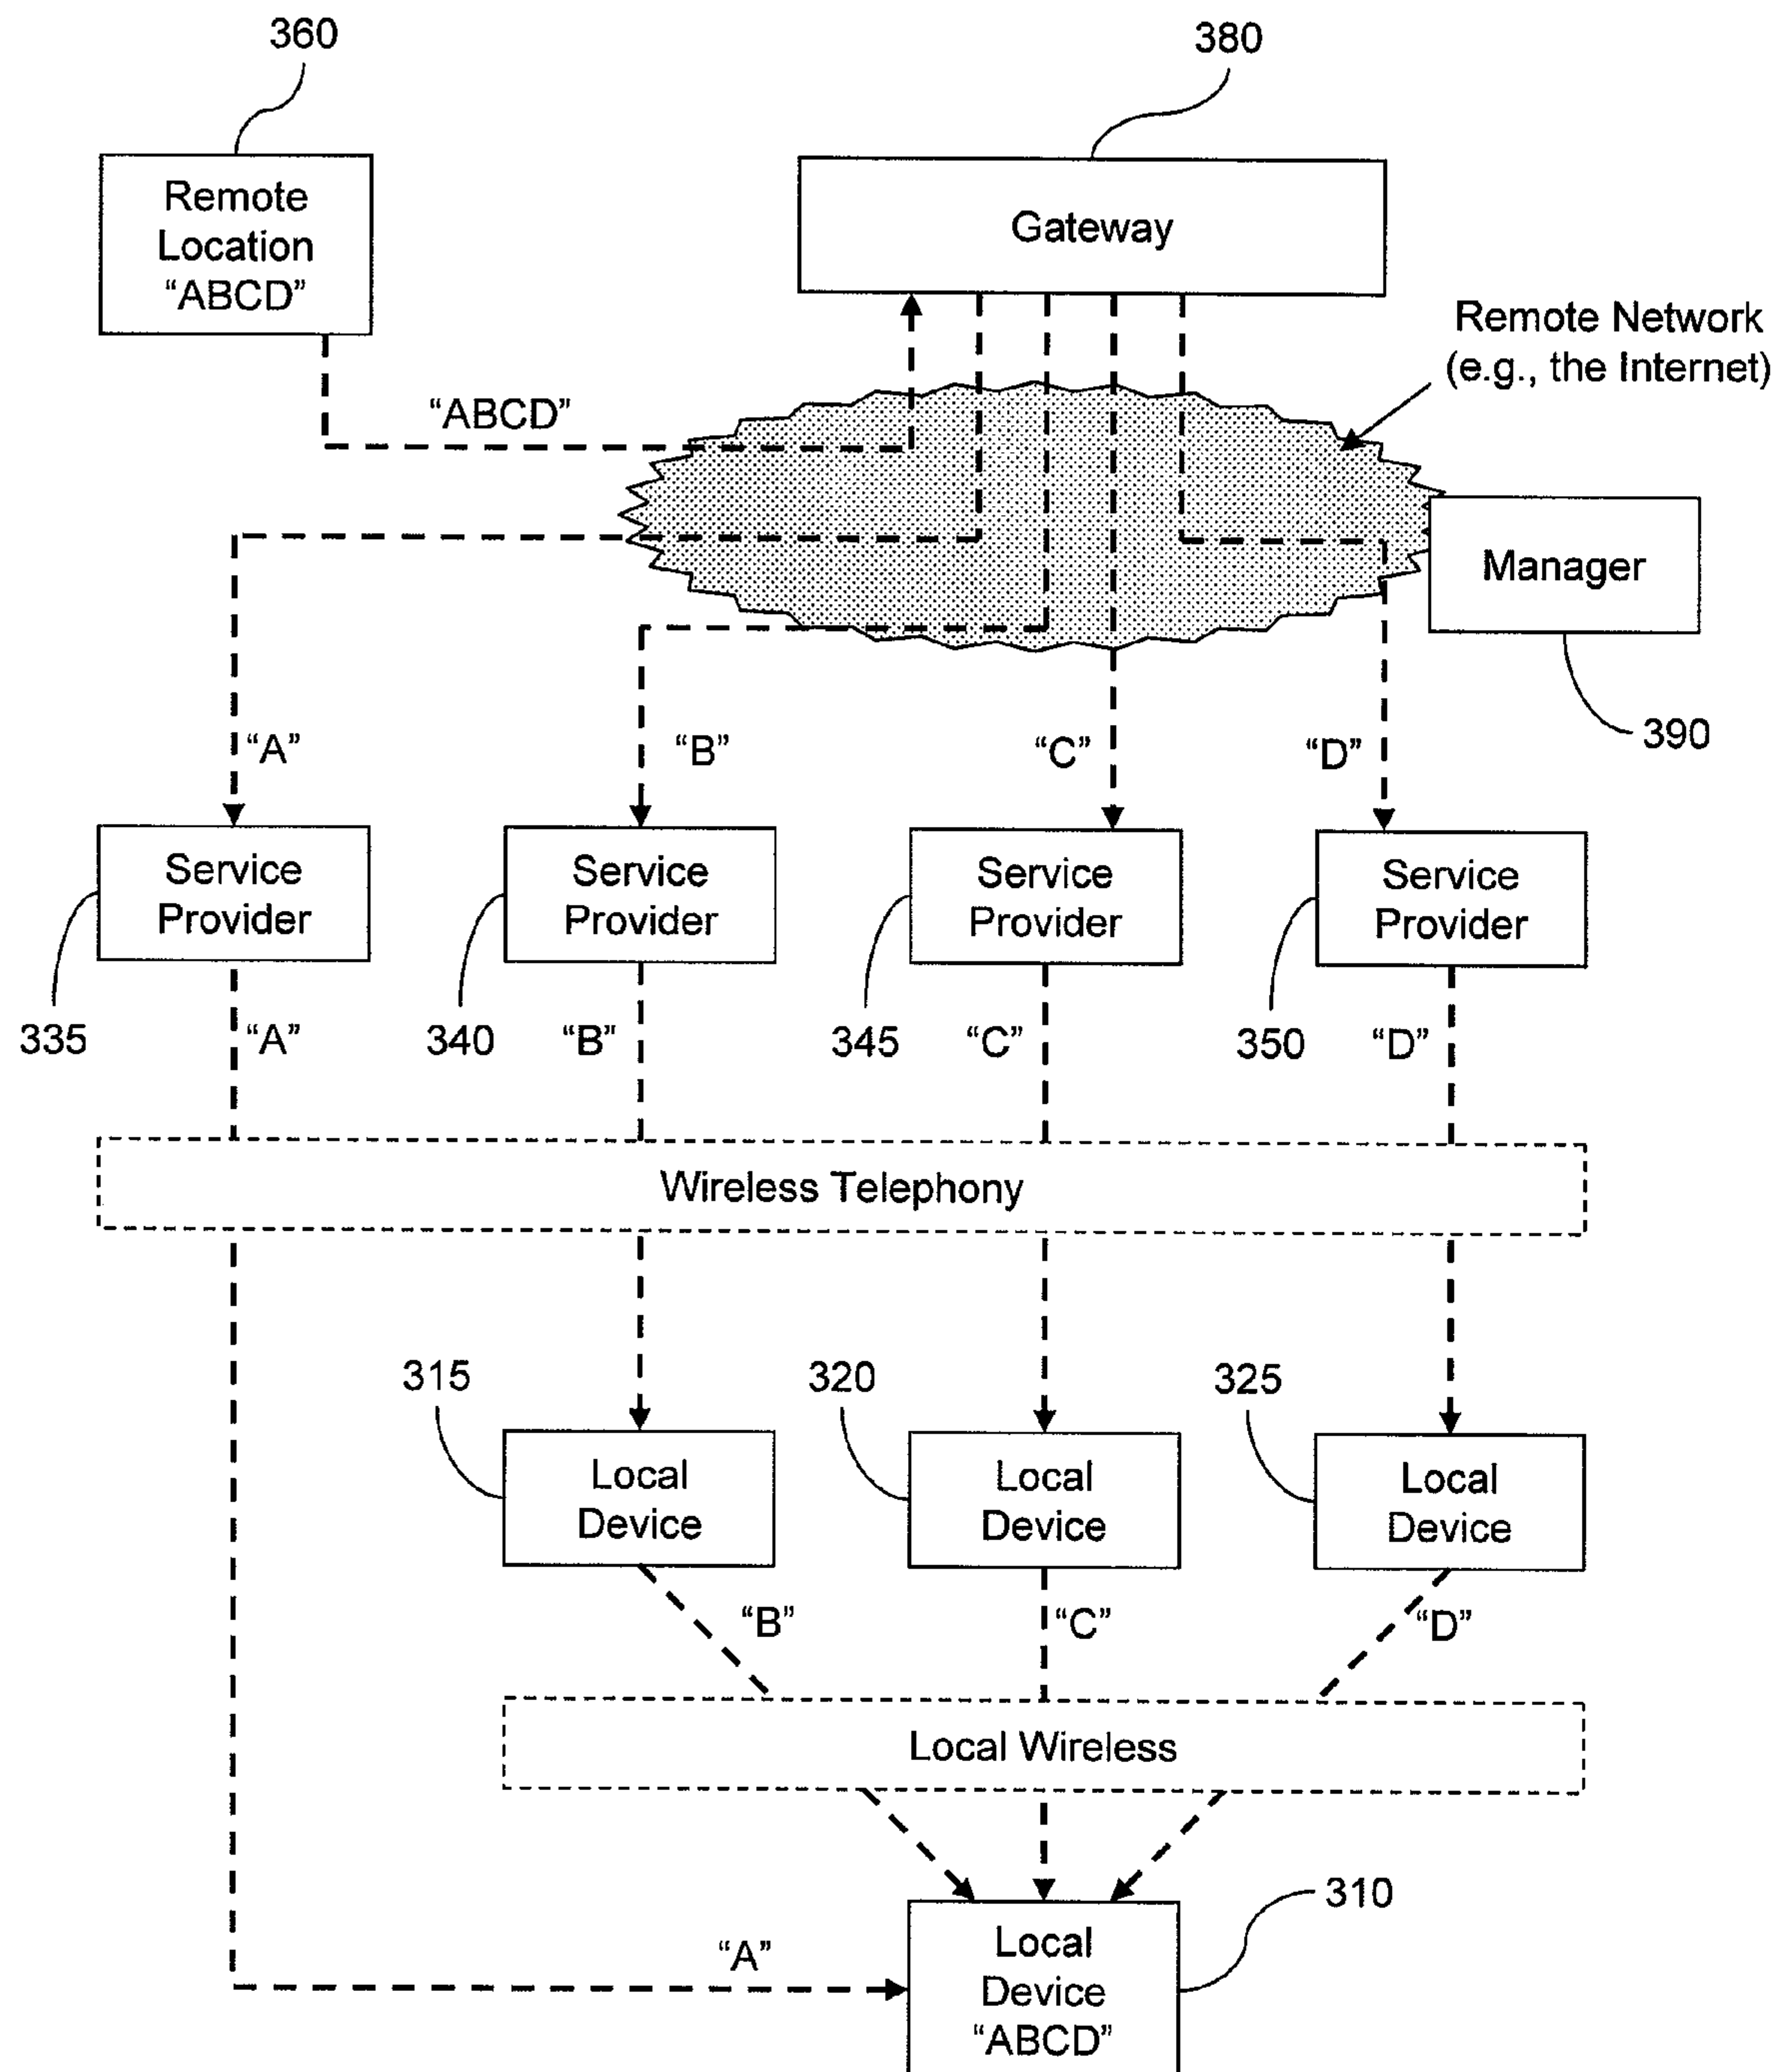 360
380
Remote
Location
“ABCD”
Gateway
Remote Network
(e.g., the Internet)
“ABCD”
Manager
390
“A”
“B”
“C”
“D”
Service
Provider
Service
Provider
Service
Provider
Service
Provider
335
“A”
340
“B”
345
“C”
350
“D”
Wireless Telephony
315
320
325
Local
Device
Local
Device
Local
Device
“B”
“C”
“D”
Local Wireless
310
“A”
Local
Device
“ABCD”